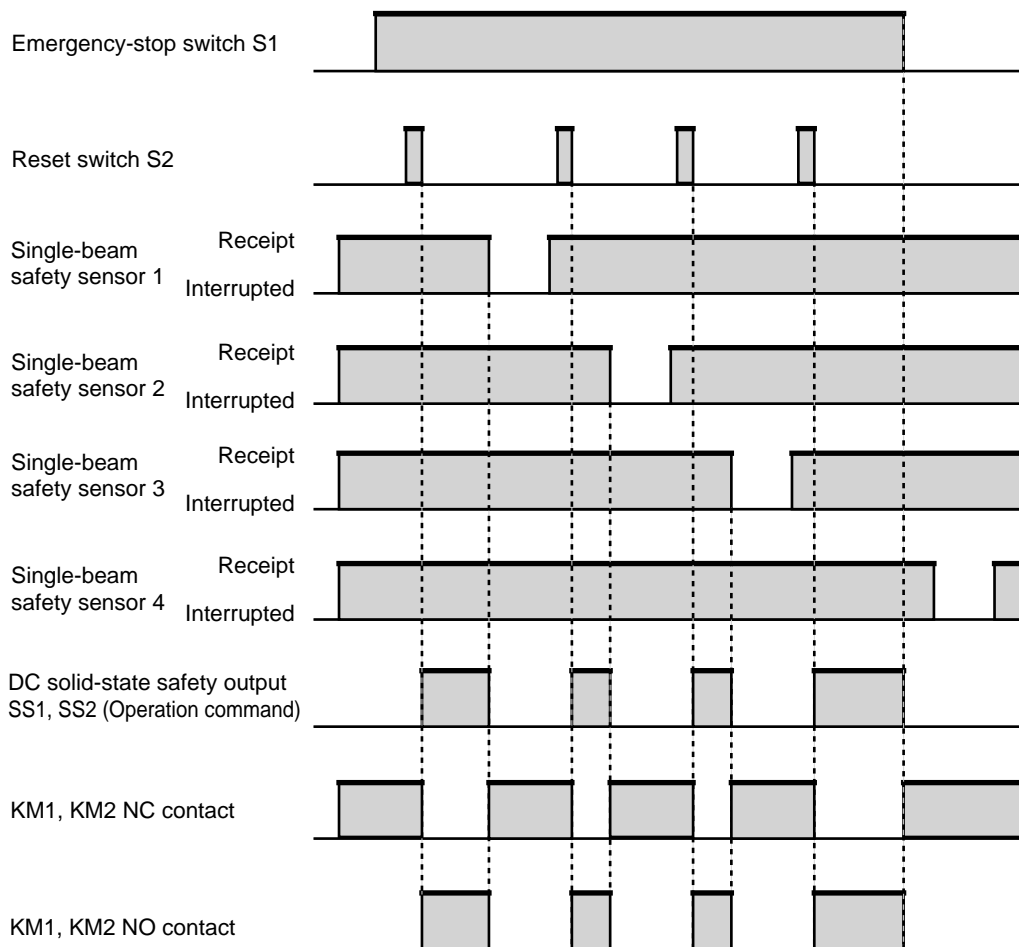 Emergency-stop switch S1
Reset switch S2
Single-beam
safety sensor 1
Receipt
Interrupted
Single-beam
safety sensor 2
Receipt
Interrupted
Single-beam
safety sensor 3
Receipt
Interrupted
Single-beam
safety sensor 4
Receipt
Interrupted
DC solid-state safety output
SS1, SS2 (Operation command)
KM1, KM2 NC contact
KM1, KM2 NO contact